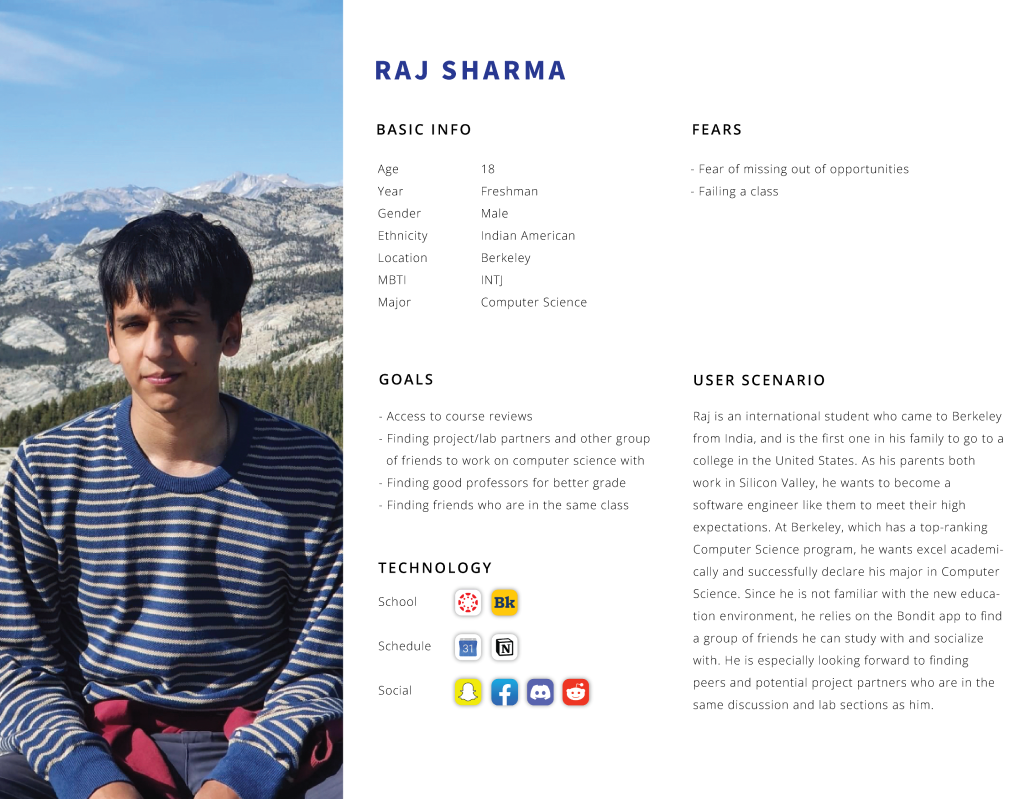 RAJ SHARMA
BASIC INFO
Age 18
Year Freshman
Gender Male
Ethnicity Indian American
Location Berkeley
MBTI INTJ
Major Computer Science
FEARS
- Fear of missing out of opportunities
- Failing a class
GOALS
- Access to course reviews
- Finding project/lab partners and other group
of friends to work on computer science with
- Finding good professors for better grade
- Finding friends who are in the same class
TECHNOLOGY
School Bk
Schedule 31 N
Social
USER SCENARIO
Raj is an international student who came to Berkeley
from India, and is the first one in his family to go to a
college in the United States. As his parents both
work in Silicon Valley, he wants to become a
software engineer like them to meet their high
expectations. At Berkeley, which has a top-ranking
Computer Science program, he wants excel academi-
cally and successfully declare his major in Computer
Science. Since he is not familiar with the new educa-
tion environment, he relies on the Bondit app to find
a group of friends he can study with and socialize
with. He is especially looking forward to finding
peers and potential project partners who are in the
same discussion and lab sections as him.